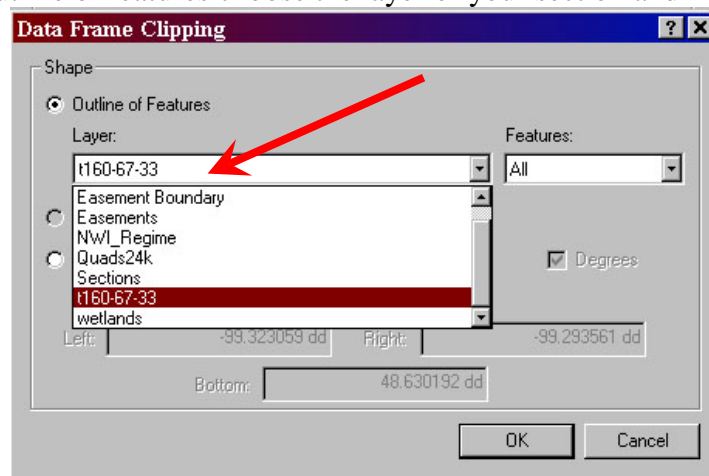 Data Frame Clipping
Shape
Outline of Features
Layer: Features:
t160-67-33 All
Easement Boundary
Easements
NWI_Regime
Quads24k
Degrees
Sections
t160-67-33
wetlands
Left: -99.323059 dd Right: -99.293561 dd
Bottom: 48.630192 dd
OK Cancel